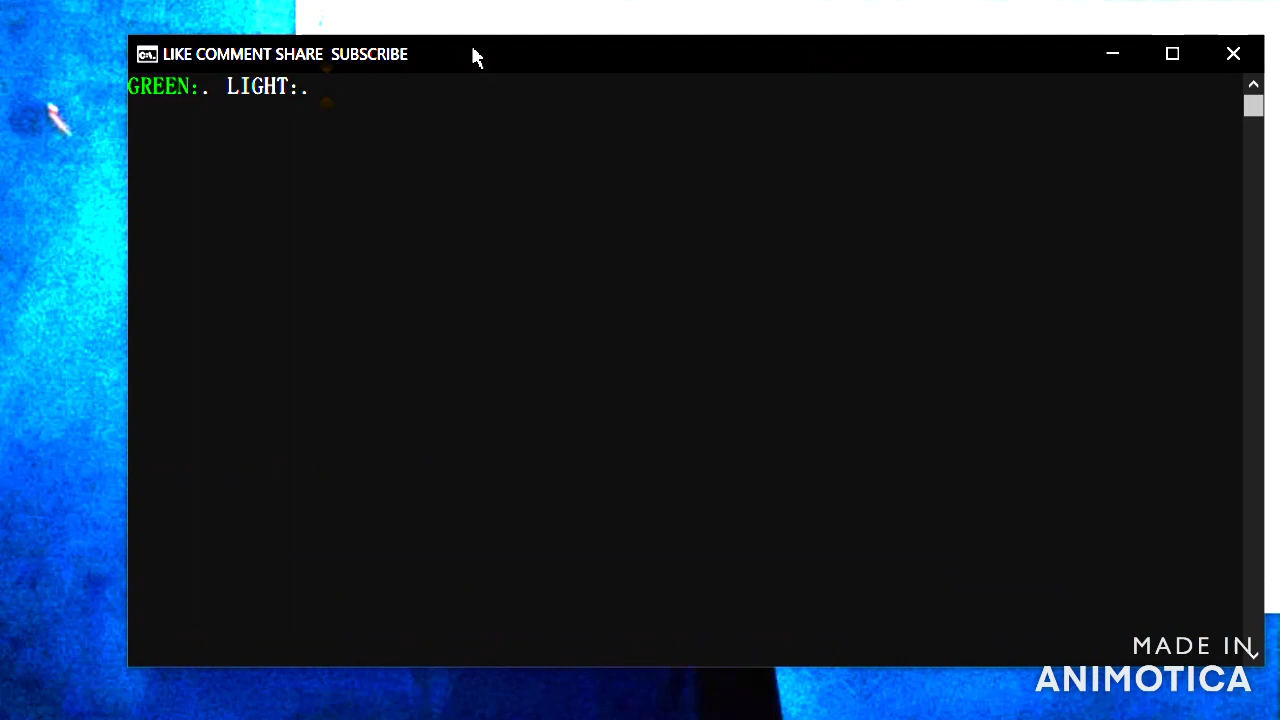 LIKE COMMENT SHARE  SUBSCRIBE
GREEN:. LIGHT:.
MADE IN
ANIMOTICA